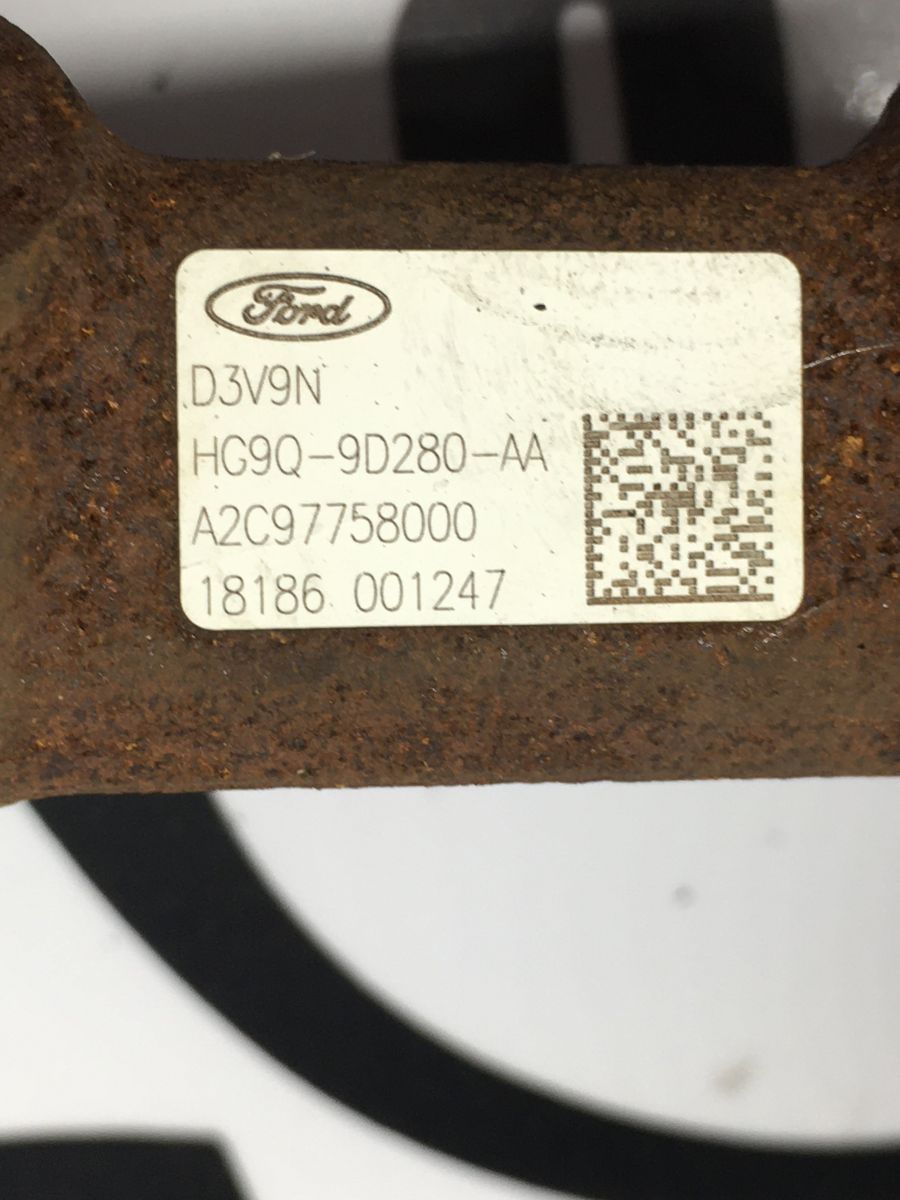 Ford
D3V9N
HG9Q-9D280-AA
A2C97758000
18186 001247